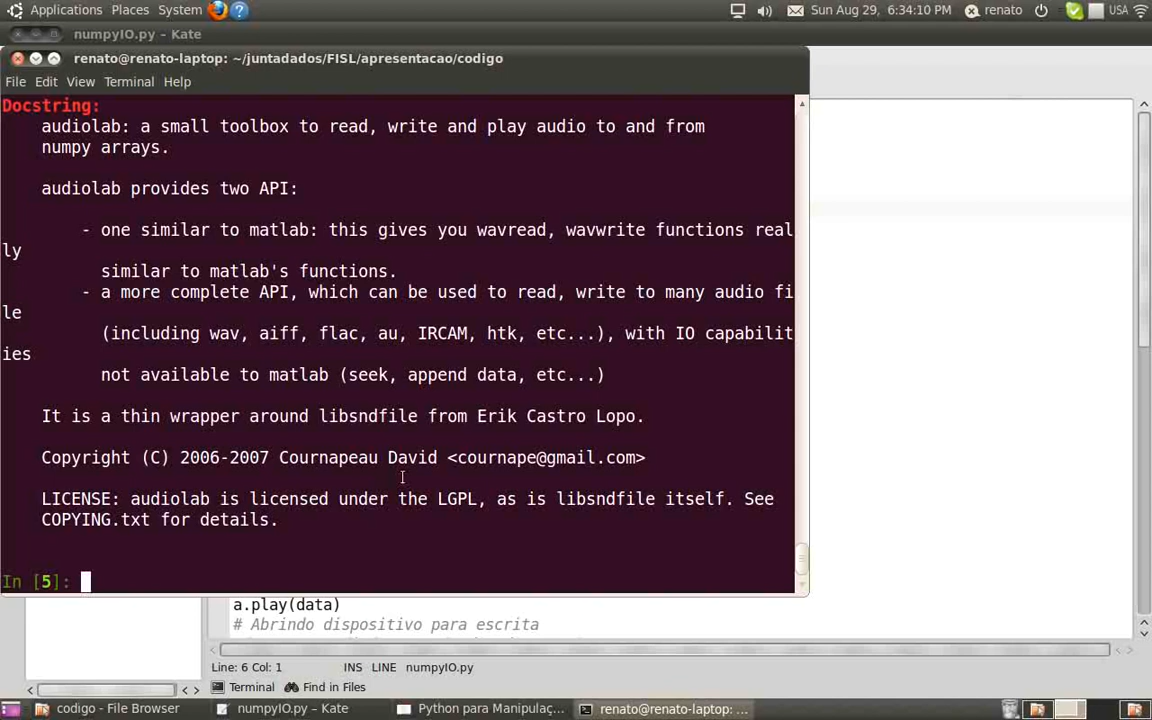 Applications Places System Sun Aug 29, 6:34:10 PM renato USA
numpyIO.py – Kate
renato@renato-laptop: ~/juntadados/FISL/apresentacao/codigo
File Edit View Terminal Help
Docstring:
audiolab: a small toolbox to read, write and play audio to and from
numpy arrays.
audiolab provides two API:
- one similar to matlab: this gives you wavread, wavwrite functions real
ly
similar to matlab's functions.
- a more complete API, which can be used to read, write to many audio fi
le
(including wav, aiff, flac, au, IRCAM, htk, etc...), with IO capabilit
ies
not available to matlab (seek, append data, etc...)
It is a thin wrapper around libsndfile from Erik Castro Lopo.
Copyright (C) 2006-2007 Cournapeau David <cournape@gmail.com>
LICENSE: audiolab is licensed under the LGPL, as is libsndfile itself. See
COPYING.txt for details.
In [5]:
a.play(data)
# Abrindo dispositivo para escrita
Line: 6 Col: 1 INS LINE numpyIO.py
Terminal Find in Files
codigo - File Browser numpyIO.py – Kate Python para Manipulaç... renato@renato-laptop: ...